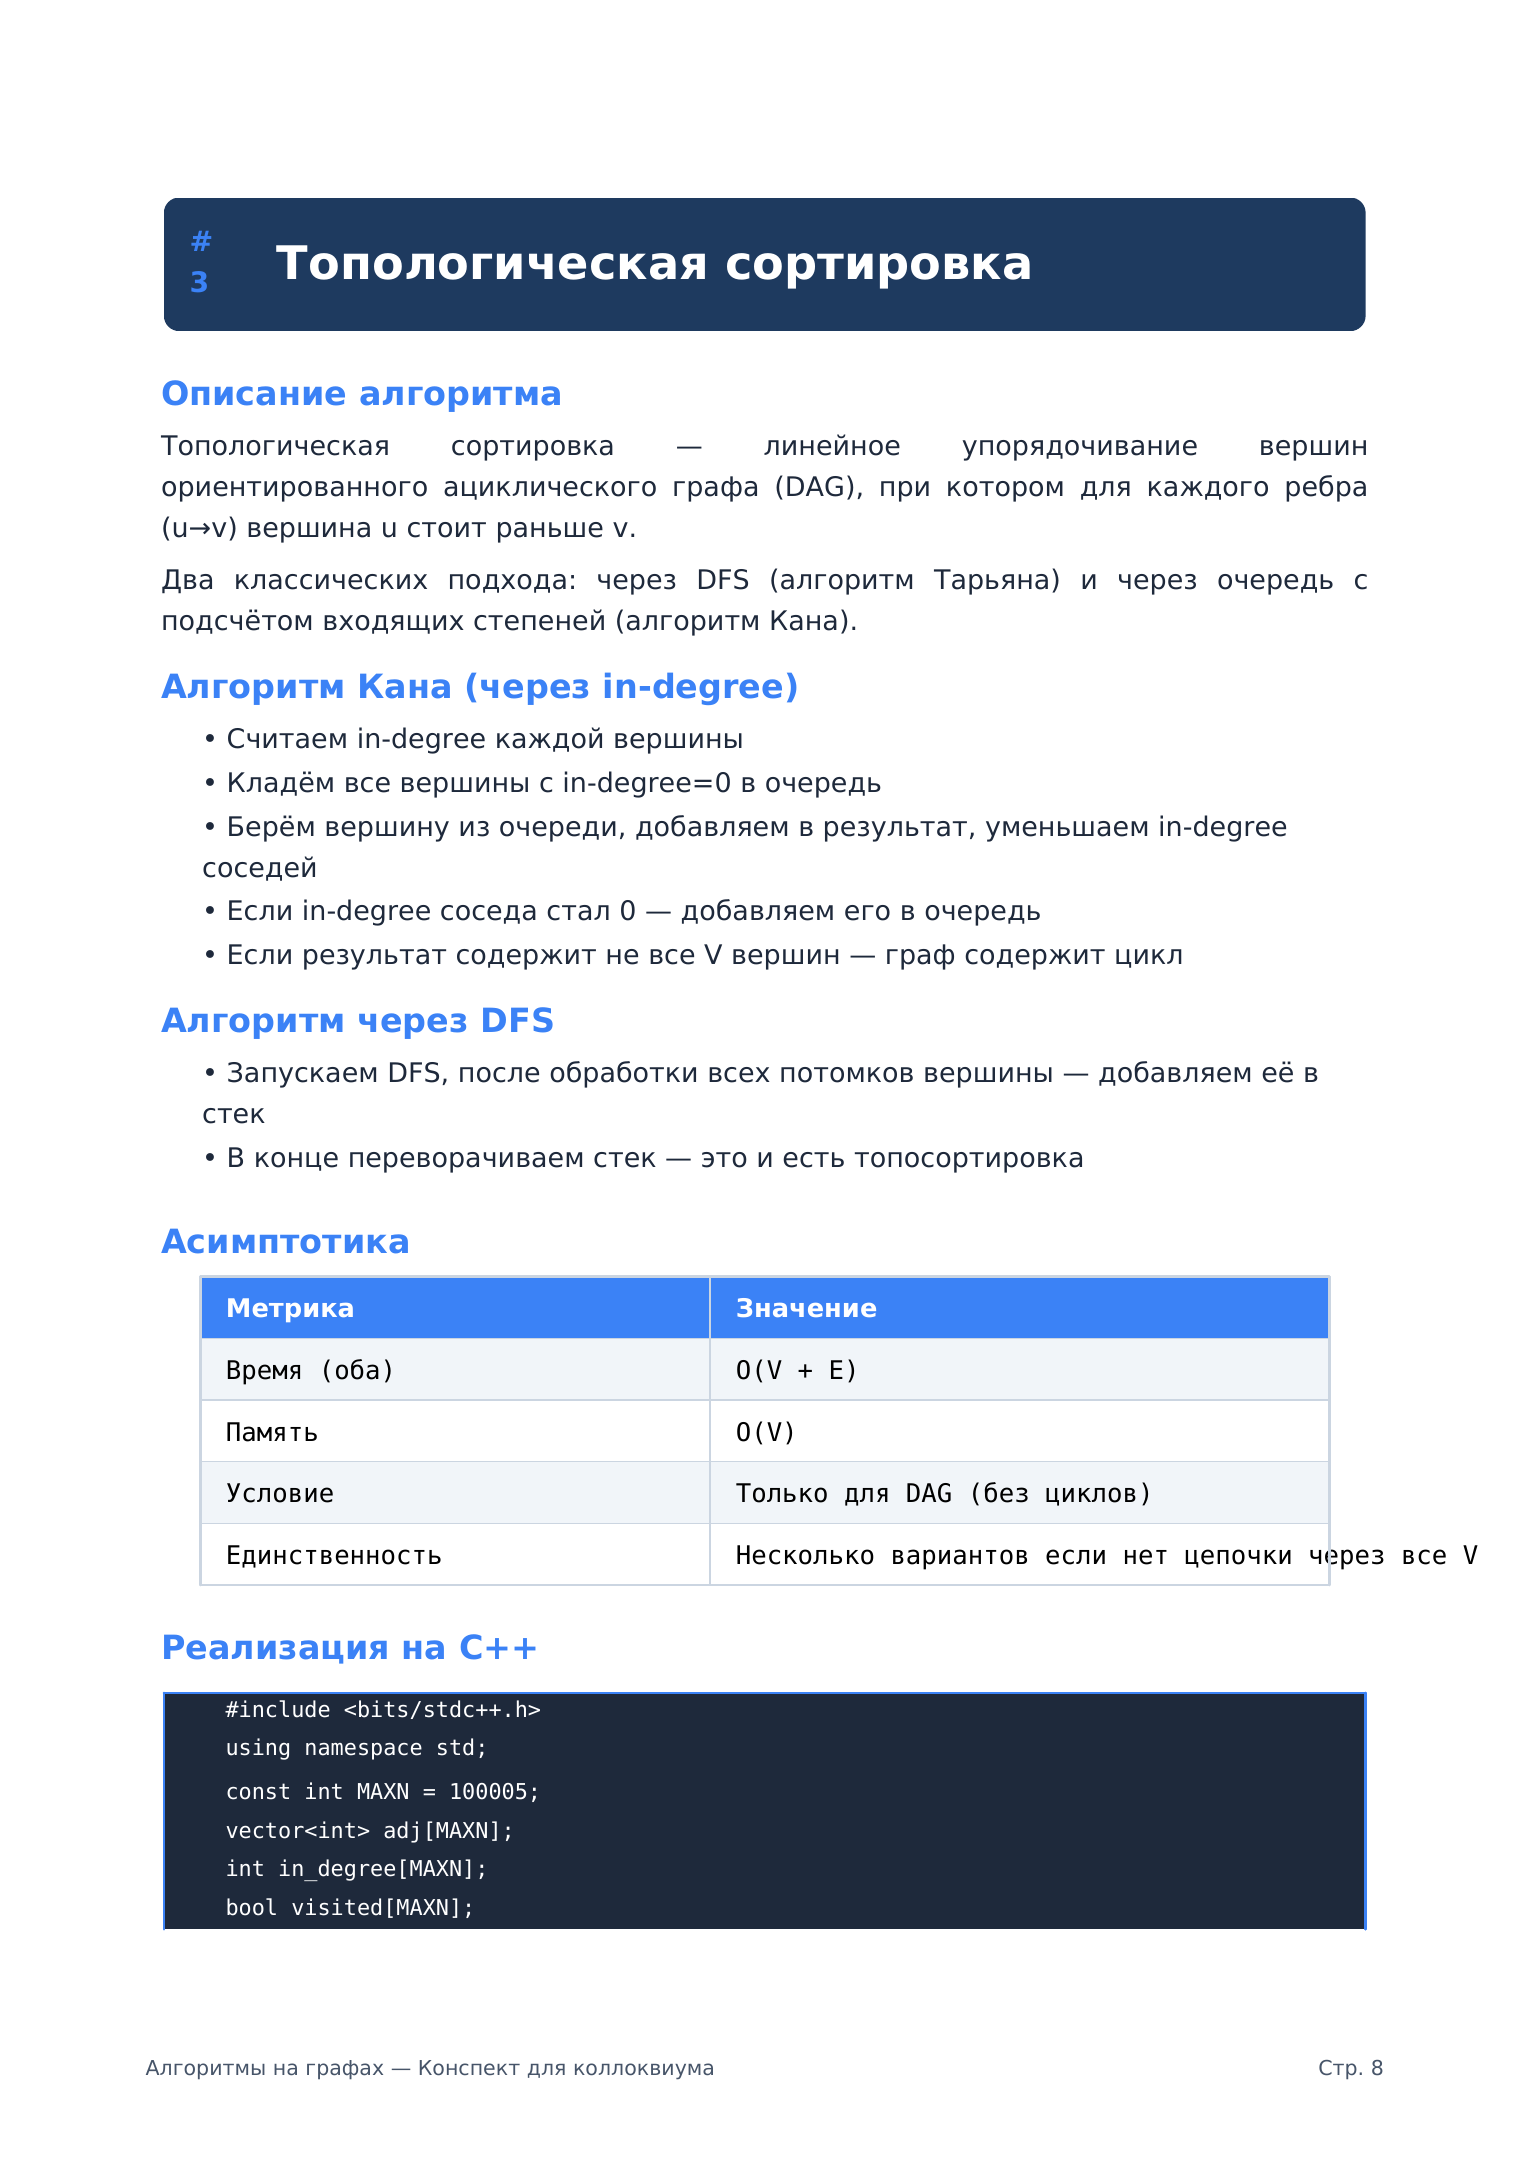 #
3
Топологическая сортировка
Описание алгоритма
Топологическая сортировка — линейное упорядочивание вершин
ориентированного ациклического графа (DAG), при котором для каждого ребра
(u→v) вершина u стоит раньше v.
Два классических подхода: через DFS (алгоритм Тарьяна) и через очередь с
подсчётом входящих степеней (алгоритм Кана).
Алгоритм Кана (через in-degree)
• Считаем in-degree каждой вершины
• Кладём все вершины с in-degree=0 в очередь
• Берём вершину из очереди, добавляем в результат, уменьшаем in-degree
соседей
• Если in-degree соседа стал 0 — добавляем его в очередь
• Если результат содержит не все V вершин — граф содержит цикл
Алгоритм через DFS
• Запускаем DFS, после обработки всех потомков вершины — добавляем её в
стек
• В конце переворачиваем стек — это и есть топосортировка
Асимптотика
Метрика Значение
Время (оба) O(V + E)
Память O(V)
Условие Только для DAG (без циклов)
Единственность Несколько вариантов если нет цепочки через все V
Реализация на C++
#include <bits/stdc++.h>
using namespace std;
const int MAXN = 100005;
vector<int> adj[MAXN];
int in_degree[MAXN];
bool visited[MAXN];
Алгоритмы на графах — Конспект для коллоквиума Стр. 8